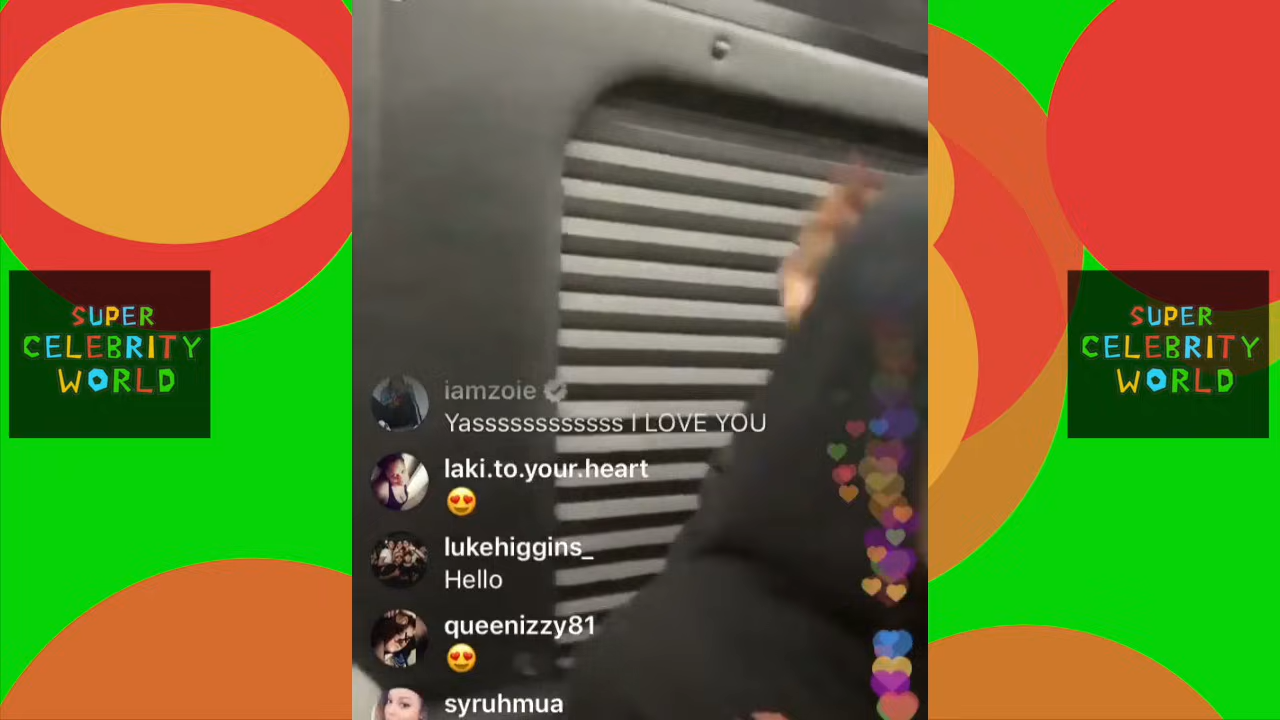 SUPER
CELEBRITY
WORLD
iamzoie
Yasssssssssssss I LOVE YOU
laki.to.your.heart
😍
lukehiggins_
Hello
queenizzy81
😍
syruhmua
SUPER
CELEBRITY
WORLD